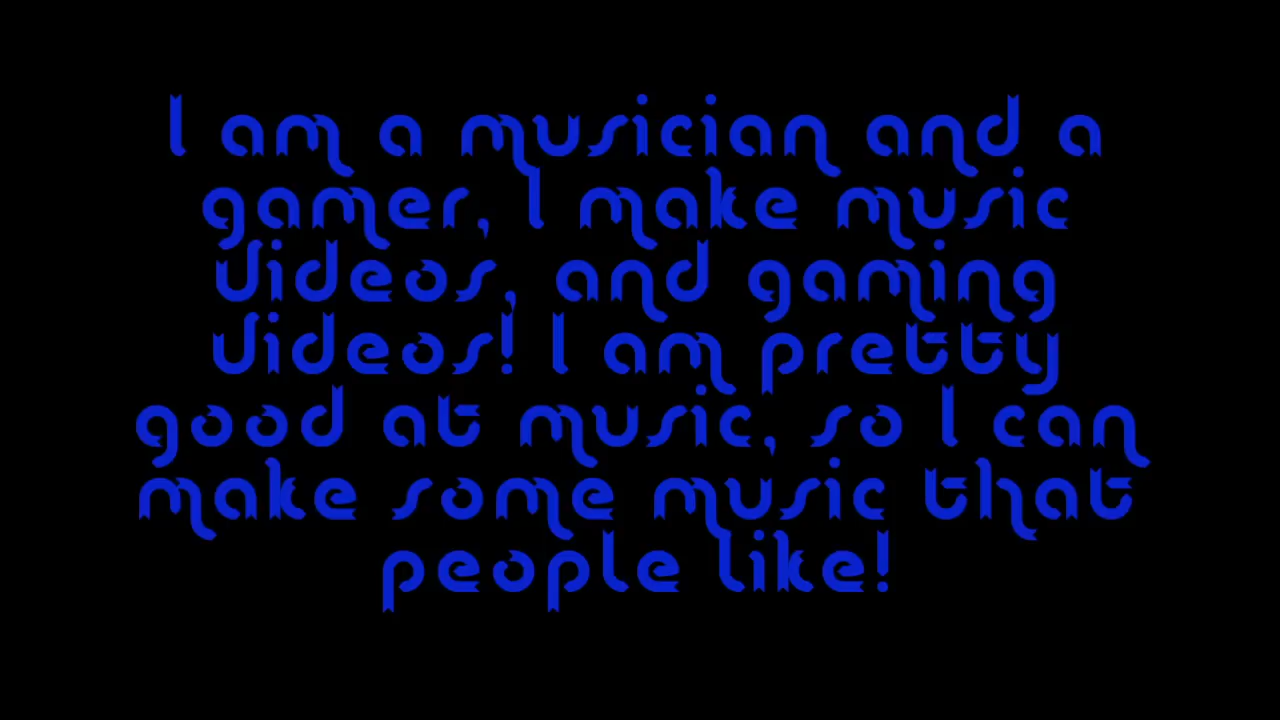 I am a musician and a
gamer, I make music
videos, and gaming
videos! I am pretty
good at music, so I can
make some music that
people like!